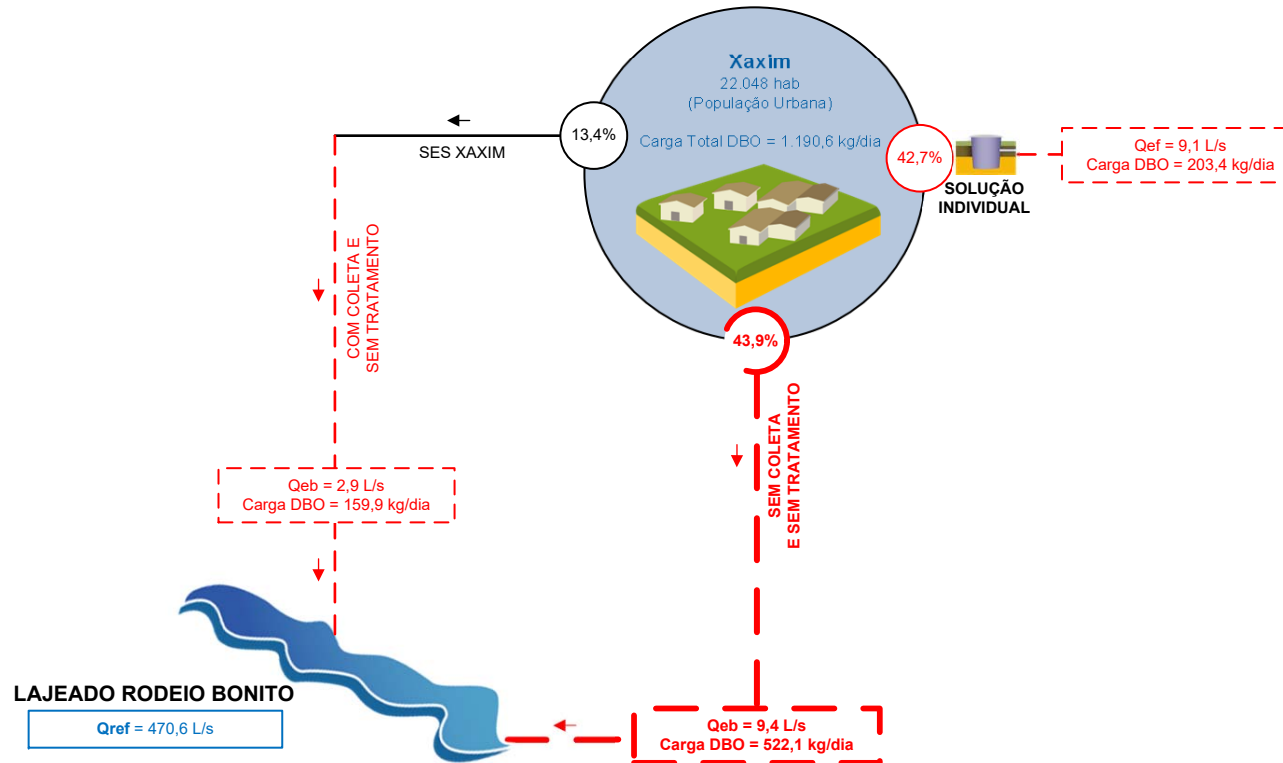 Xaxim
22.048 hab
(População Urbana)
Carga Total DBO = 1.190,6 kg/dia
13,4%
SES XAXIM
42,7%
SOLUÇÃO
INDIVIDUAL
Qef = 9,1 L/s
Carga DBO = 203,4 kg/dia
43,9%
COM COLETA E
SEM TRATAMENTO
SEM COLETA
E SEM TRATAMENTO
Qeb = 2,9 L/s
Carga DBO = 159,9 kg/dia
LAJEADO RODEIO BONITO
Qref = 470,6 L/s
Qeb = 9,4 L/s
Carga DBO = 522,1 kg/dia